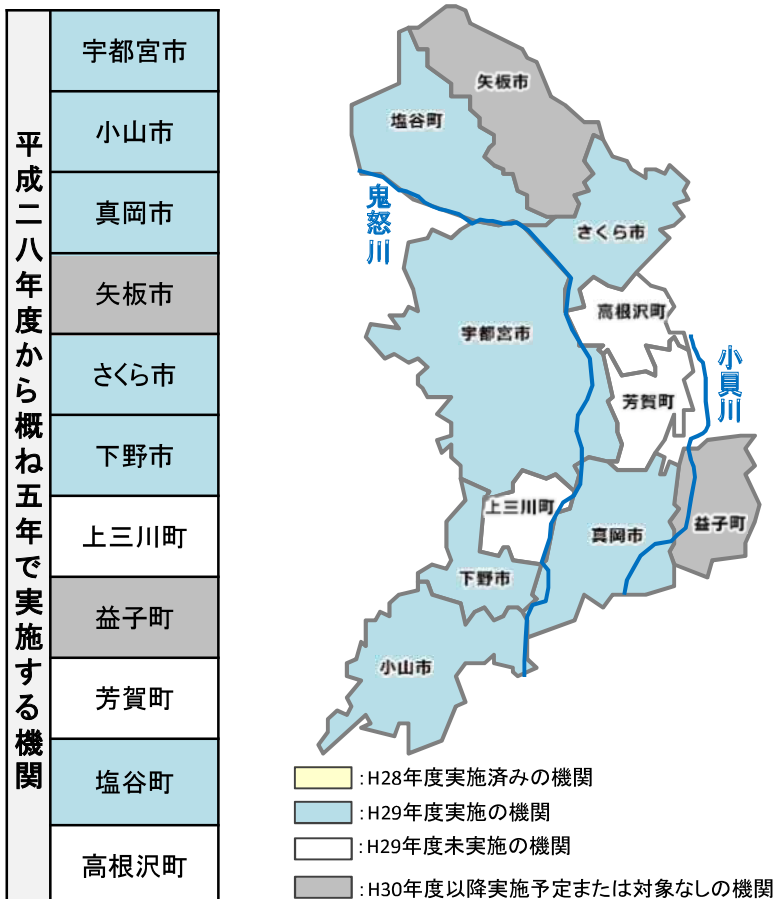 平成二八年度から概ね五年で実施する機関
宇都宮市
小山市
真岡市
矢板市
さくら市
下野市
上三川町
益子町
芳賀町
塩谷町
高根沢町
矢板市
塩谷町
鬼怒川
さくら市
高根沢町
宇都宮市
小貝川
芳賀町
上三川町
益子町
真岡市
下野市
小山市
:H28年度実施済みの機関
:H29年度実施の機関
:H29年度未実施の機関
:H30年度以降実施予定または対象なしの機関